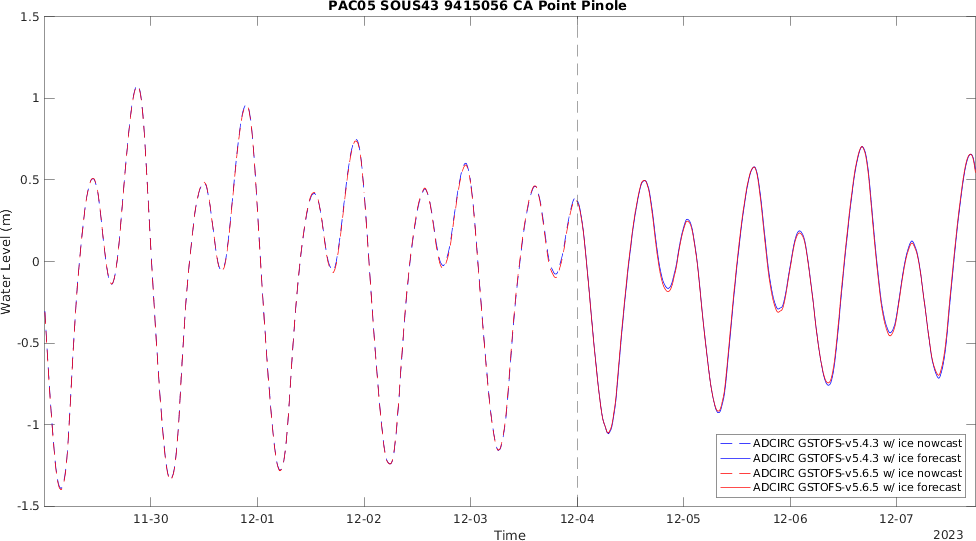 PAC05 SOUS43 9415056 CA Point Pinole
1.5
1
0.5
0
-0.5
-1
-1.5
Water Level (m)
11-30 12-01 12-02 12-03 12-04 12-05 12-06 12-07
Time
2023
ADCIRC GSTOFS-v5.4.3 w/ ice nowcast
ADCIRC GSTOFS-v5.4.3 w/ ice forecast
ADCIRC GSTOFS-v5.6.5 w/ ice nowcast
ADCIRC GSTOFS-v5.6.5 w/ ice forecast